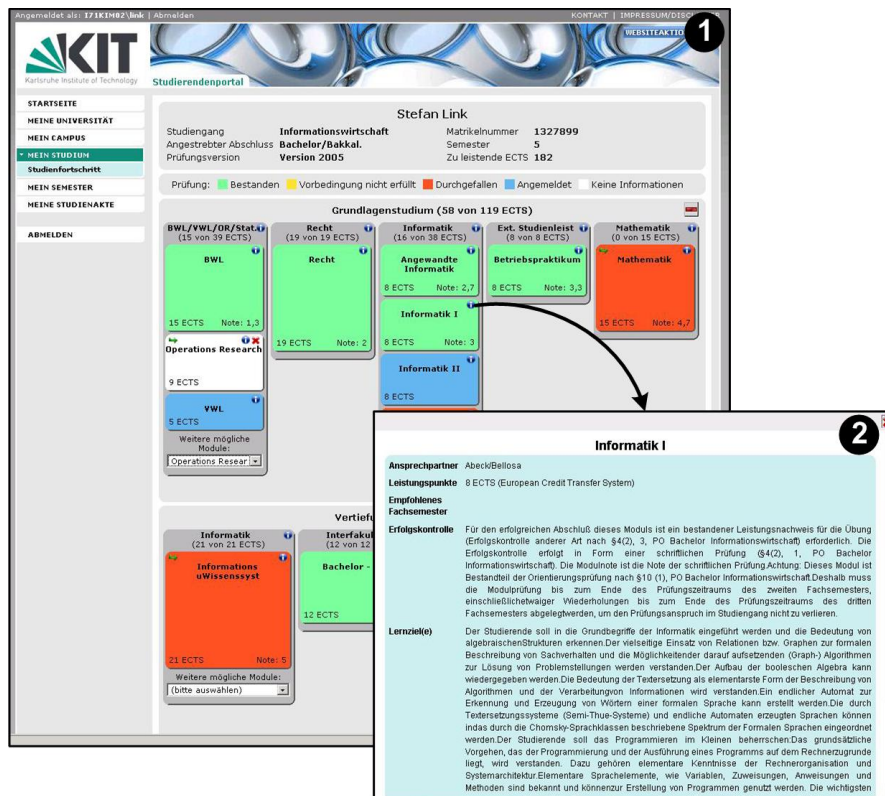 Angemeldet als: I71KIM02\link | Abmelden
KONTAKT | IMPRESSUM/DISCL
WEBSITEAKTIO
1
KIT
Karlsruhe Institute of Technology
Studierendenportal
STARTSEITE
MEINE UNIVERSITÄT
MEIN CAMPUS
MEIN STUDIUM
Studienfortschritt
MEIN SEMESTER
MEINE STUDIENAKTE
ABMELDEN
Stefan Link
Studiengang Informationswirtschaft Matrikelnummer 1327899
Angestrebter Abschluss Bachelor/Bakkal. Semester 5
Prüfungsversion Version 2005 Zu leistende ECTS 182
Prüfung: Bestanden Vorbedingung nicht erfüllt Durchgefallen Angemeldet Keine Informationen
Grundlagenstudium (58 von 119 ECTS)
BWL/VWL/OR/Stat.
(15 von 39 ECTS)
BWL
15 ECTS Note: 1,3
Operations Research
9 ECTS
VWL
5 ECTS
Weitere mögliche
Module:
Operations Resear
Recht
(19 von 19 ECTS)
Recht
19 ECTS Note: 2
Informatik
(16 von 38 ECTS)
Angewandte
Informatik
8 ECTS Note: 2,7
Informatik I
8 ECTS Note: 3
Informatik II
8 ECTS
Ext. Studienleist
(8 von 8 ECTS)
Betriebspraktikum
8 ECTS Note: 3,3
Mathematik
(0 von 15 ECTS)
Mathematik
15 ECTS Note: 4,7
Vertiefu
Informatik
(21 von 21 ECTS)
Informations
uWissenssyst
21 ECTS Note: 5
Weitere mögliche Module:
(bitte auswählen)
Interfakul
(12 von 12
Bachelor -
12 ECTS
2
Informatik I
Ansprechpartner Abeck/Bellosa
Leistungspunkte 8 ECTS (European Credit Transfer System)
Empfohlenes
Fachsemester
Erfolgskontrolle Für den erfolgreichen Abschluß dieses Moduls ist ein bestandener Leistungsnachweis für die Übung
(Erfolgskontrolle anderer Art nach §4(2), 3, PO Bachelor Informationswirtschaft) erforderlich. Die
Erfolgskontrolle erfolgt in Form einer schriftlichen Prüfung (§4(2), 1, PO Bachelor
Informationswirtschaft). Die Modulnote ist die Note der schriftlichen Prüfung.Achtung: Dieses Modul ist
Bestandteil der Orientierungsprüfung nach §10 (1), PO Bachelor Informationswirtschaft.Deshalb muss
die Modulprüfung bis zum Ende des Prüfungszeitraums des zweiten Fachsemesters,
einschließlichetwaiger Wiederholungen bis zum Ende des Prüfungszeitraums des dritten
Fachsemesters abgelegtwerden, um den Prüfungsanspruch im Studiengang nicht zu verlieren.
Lernziel(e) Der Studierende soll in die Grundbegriffe der Informatik eingeführt werden und die Bedeutung von
algebraischenStrukturen erkennen.Der vielseitige Einsatz von Relationen bzw. Graphen zur formalen
Beschreibung von Sachverhalten und die Möglichkeitender darauf aufsetzenden (Graph-) Algorithmen
zur Lösung von Problemstellungen werden verstanden.Der Aufbau der booleschen Algebra kann
wiedergegeben werden.Die Bedeutung der Textersetzung als elementarste Form der Beschreibung von
Algorithmen und der Verarbeitungvon Informationen wird verstanden.Ein endlicher Automat zur
Erkennung und Erzeugung von Wörtern einer formalen Sprache kann erstellt werden.Die durch
Textersetzungssysteme (Semi-Thue-Systeme) und endliche Automaten erzeugten Sprachen können
indas durch die Chomsky-Sprachklassen beschriebene Spektrum der Formalen Sprachen eingeordnet
werden.Der Studierende soll das Programmieren im Kleinen beherrschen:Das grundsätzliche
Vorgehen, das der Programmierung und der Ausführung eines Programms auf dem Rechnerzugrunde
liegt, wird verstanden. Dazu gehören elementare Kenntnisse der Rechnerorganisation und
Systemarchitektur.Elementare Sprachelemente, wie Variablen, Zuweisungen, Anweisungen und
Methoden sind bekannt und könnenzur Erstellung von Programmen genutzt werden. Die wichtigsten